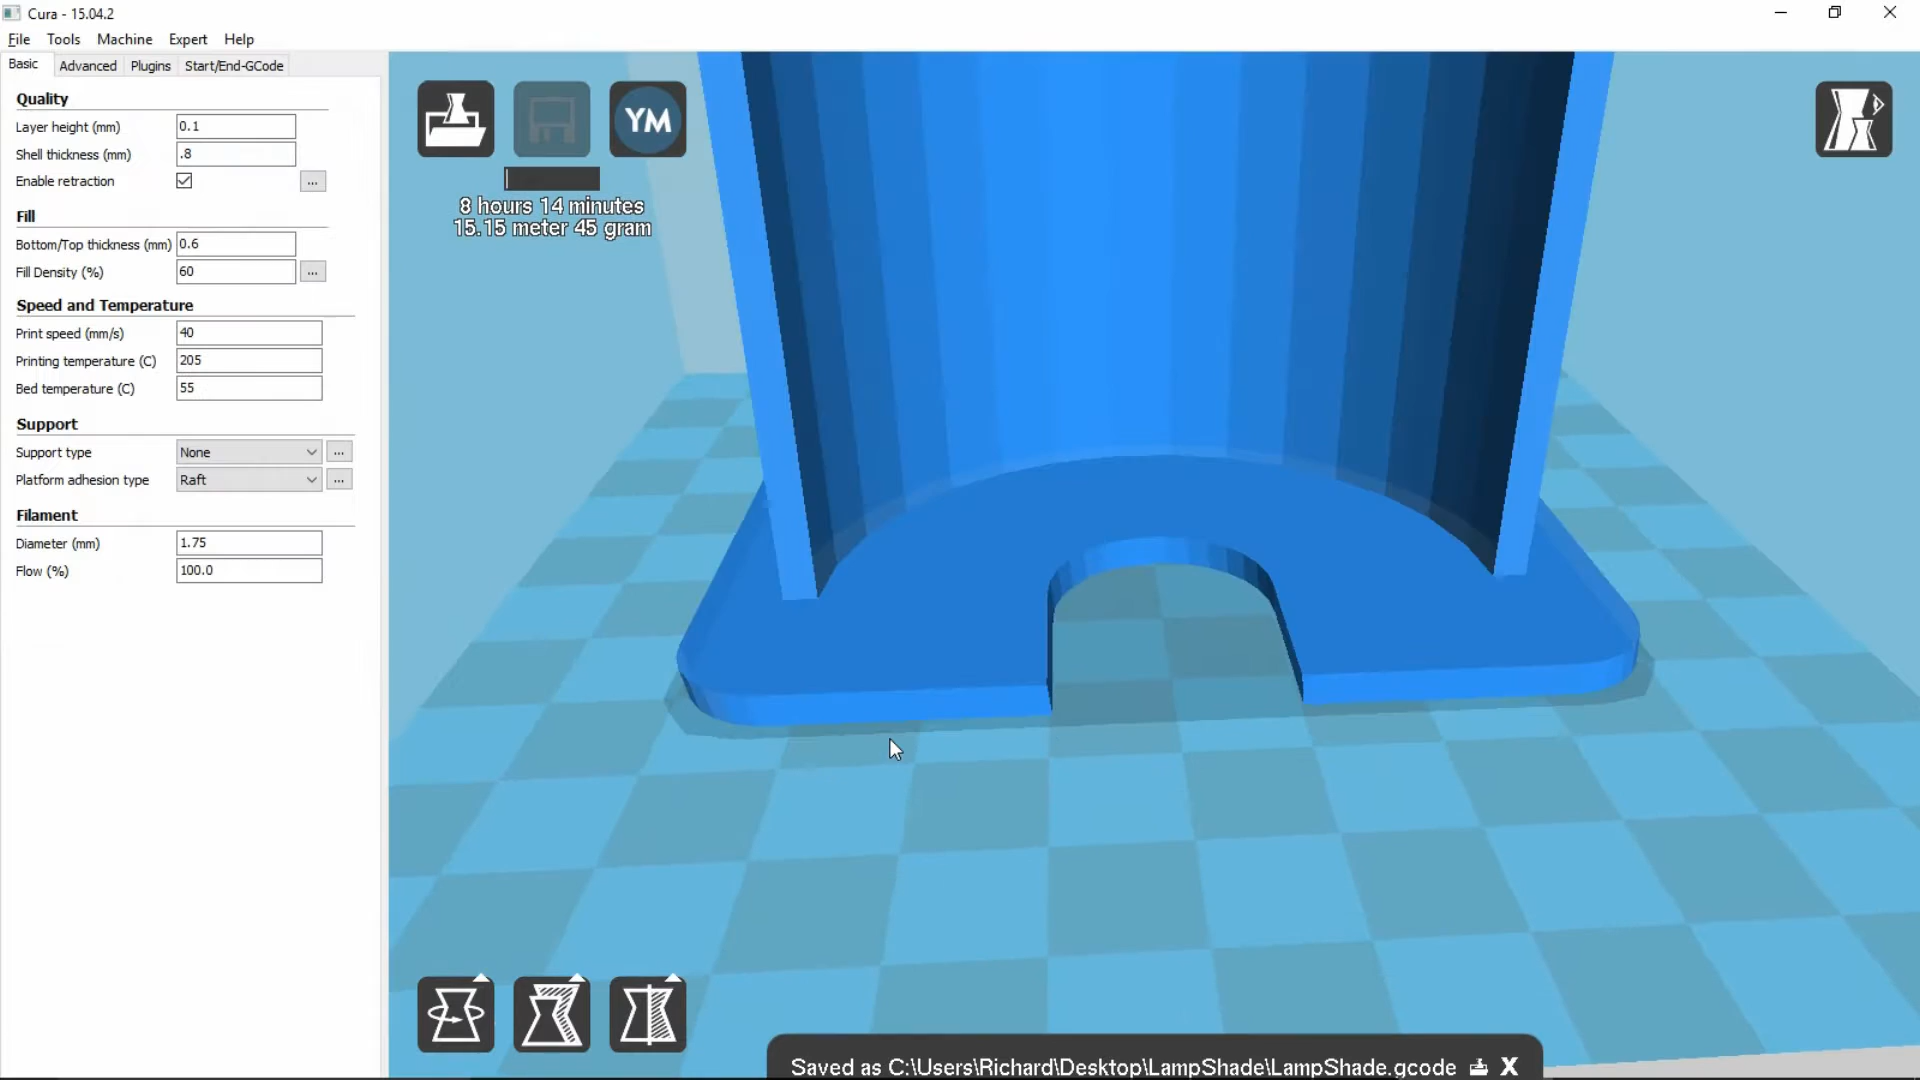 Cura - 15.04.2
File Tools Machine Expert Help
Basic Advanced Plugins Start/End-GCode
Quality
Layer height (mm) 0.1
Shell thickness (mm) .8
Enable retraction ...
Fill
Bottom/Top thickness (mm) 0.6
Fill Density (%) 60 ...
Speed and Temperature
Print speed (mm/s) 40
Printing temperature (C) 205
Bed temperature (C) 55
Support
Support type None ...
Platform adhesion type Raft ...
Filament
Diameter (mm) 1.75
Flow (%) 100.0
YM
8 hours 14 minutes
15.15 meter 45 gram
Saved as C:\Users\Richard\Desktop\LampShade\LampShade.gcode X